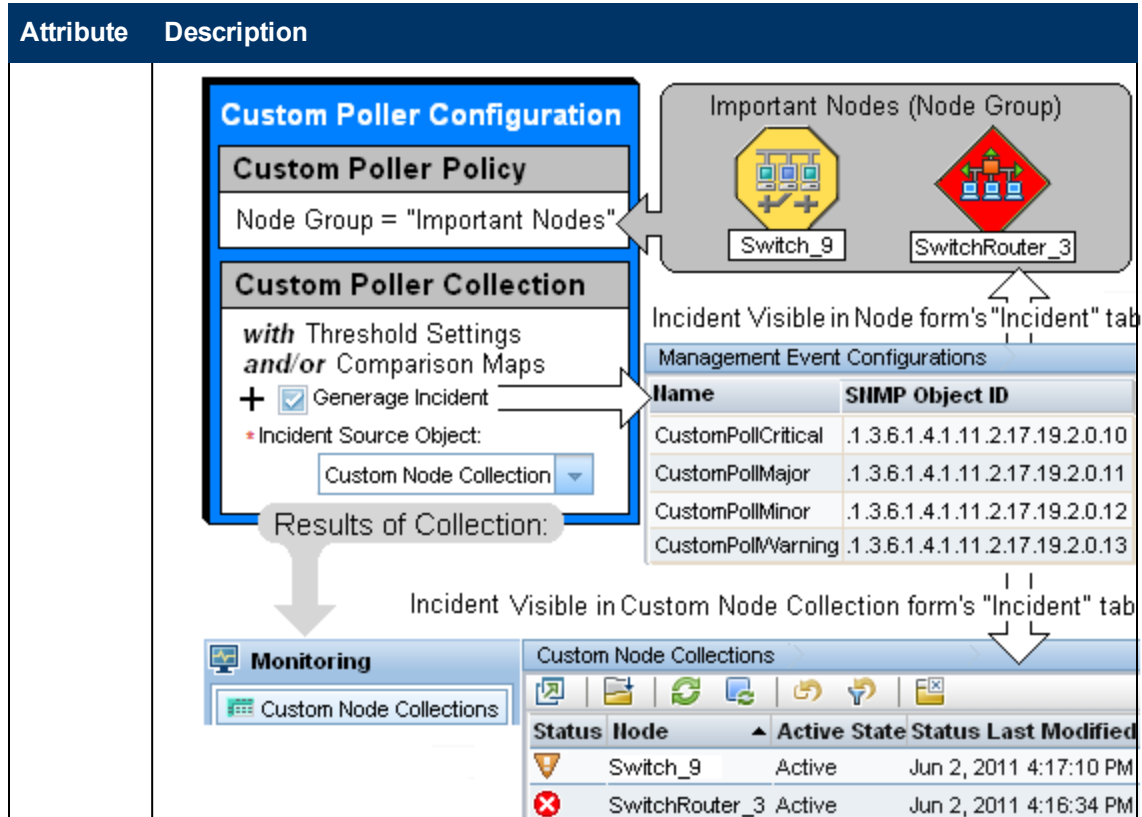 Attribute Description
Custom Poller Configuration
Custom Poller Policy
Node Group = "Important Nodes"
Important Nodes (Node Group)
Switch_9
SwitchRouter_3
Custom Poller Collection
with Threshold Settings
and/or Comparison Maps
+ Generage Incident
*Incident Source Object:
Custom Node Collection
Incident Visible in Node form's "Incident" tab
Management Event Configurations
Name SNMP Object ID
CustomPollCritical .1.3.6.1.4.1.11.2.17.19.2.0.10
CustomPollMajor .1.3.6.1.4.1.11.2.17.19.2.0.11
CustomPollMinor .1.3.6.1.4.1.11.2.17.19.2.0.12
CustomPollWarning .1.3.6.1.4.1.11.2.17.19.2.0.13
Results of Collection:
Incident Visible in Custom Node Collection form's "Incident" tab
Monitoring
Custom Node Collections
Custom Node Collections
Status Node Active State Status Last Modified
Switch_9 Active Jun 2, 2011 4:17:10 PM
SwitchRouter_3 Active Jun 2, 2011 4:16:34 PM